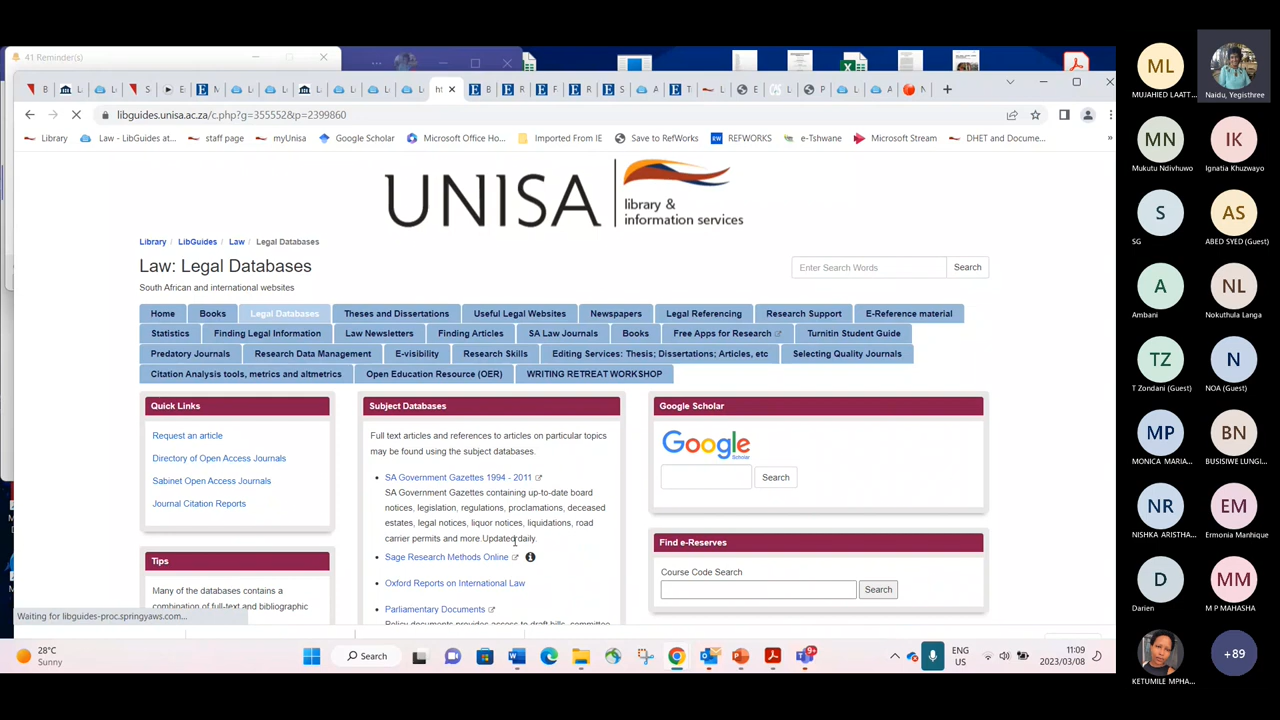 41 Reminder(s)
libguides.unisa.ac.za/c.php?g=355552&p=2399860
Library
Law - LibGuides at...
staff page
myUnisa
Google Scholar
Microsoft Office Ho...
Imported From IE
Save to RefWorks
REFWORKS
e-Tshwane
Microsoft Stream
DHET and Docume...
UNISA
library &
information services
Library / LibGuides / Law / Legal Databases
Law: Legal Databases
Enter Search Words
Search
South African and international websites
Home
Books
Legal Databases
Theses and Dissertations
Useful Legal Websites
Newspapers
Legal Referencing
Research Support
E-Reference material
Statistics
Finding Legal Information
Law Newsletters
Finding Articles
SA Law Journals
Books
Free Apps for Research
Turnitin Student Guide
Predatory Journals
Research Data Management
E-visibility
Research Skills
Editing Services: Thesis; Dissertations; Articles, etc
Selecting Quality Journals
Citation Analysis tools, metrics and altmetrics
Open Education Resource (OER)
WRITING RETREAT WORKSHOP
Quick Links
Request an article
Directory of Open Access Journals
Sabinet Open Access Journals
Journal Citation Reports
Tips
Many of the databases contains a
combination of full-text and bibliographic
Subject Databases
Full text articles and references to articles on particular topics
may be found using the subject databases.
SA Government Gazettes 1994 - 2011
SA Government Gazettes containing up-to-date board
notices, legislation, regulations, proclamations, deceased
estates, legal notices, liquor notices, liquidations, road
carrier permits and more.Updated daily.
Sage Research Methods Online
Oxford Reports on International Law
Parliamentary Documents
Policy documents provides access to draft bills, committee
Google Scholar
Google
Scholar
Search
Find e-Reserves
Course Code Search
Search
Waiting for libguides-proc.springyaws.com...
28°C
Sunny
Search
9+
ENG
US
11:09
2023/03/08
ML
MUJAHIED LAATT...
Naidu, Yegisthree
MN
Mukutu Ndivhuwo
IK
Ignatia Khuzwayo
S
SG
AS
ABED SYED (Guest)
A
Ambani
NL
Nokuthula Langa
TZ
T Zondani (Guest)
N
NOA (Guest)
MP
MONICA MARIA...
BN
BUSISIWE LUNGI...
NR
NISHKA ARISTHA...
EM
Ermonia Manhique
D
Darien
MM
M P MAHASHA
KETUMILE MPHA...
+89